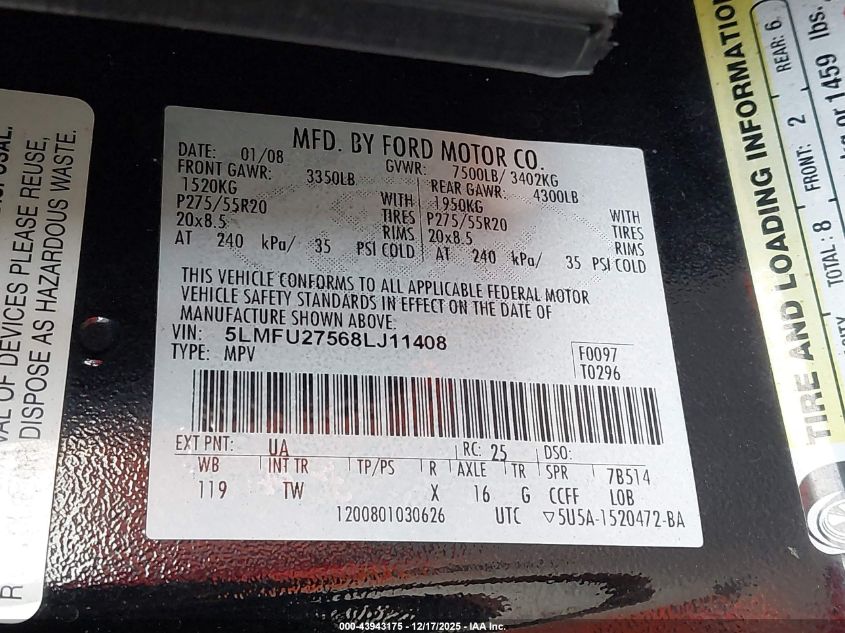 MFD. BY FORD MOTOR CO.
DATE: 01/08 GVWR: 7500LB/ 3402KG
FRONT GAWR: 3350LB REAR GAWR: 4300LB
1520KG WITH 1950KG WITH
P275/55R20 TIRES P275/55R20 TIRES
20x8.5 RIMS 20x8.5 RIMS
AT 240 kPa/ 35 PSI COLD AT 240 kPa/ 35 PSI COLD
THIS VEHICLE CONFORMS TO ALL APPLICABLE FEDERAL MOTOR
VEHICLE SAFETY STANDARDS IN EFFECT ON THE DATE OF
MANUFACTURE SHOWN ABOVE.
VIN: 5LMFU27568LJ11408
TYPE: MPV
F0097
T0296
EXT PNT: UA RC: 25 DSO:
WB INT TR TP/PS R AXLE TR SPR 7B514
119 TW X 16 G CCFF LOB
1200801030626 UTC ▽5U5A-1520472-BA
OF DEVICES PLEASE REUSE,
DISPOSE AS HAZARDOUS WASTE.
R
TIRE AND LOADING INFORMATION
TOTAL: 8 FRONT: 2 REAR: 6
or 1459 lbs.
000-43943175 - 12/17/2025 - IAA Inc.